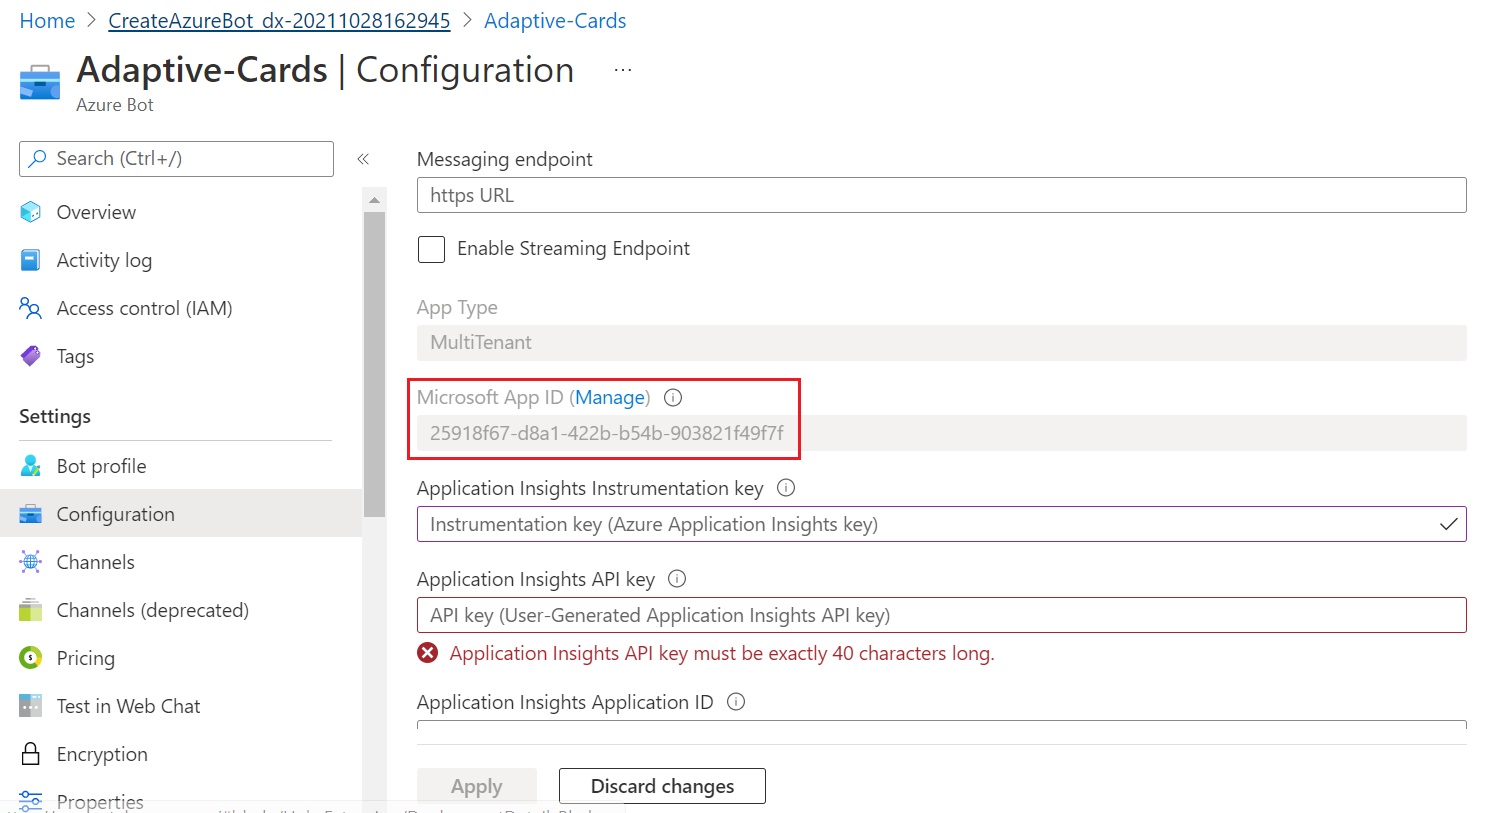 Home > CreateAzureBot_dx-20211028162945 > Adaptive-Cards
Adaptive-Cards | Configuration ...
Azure Bot
Search (Ctrl+/)
«
Overview
Activity log
Access control (IAM)
Tags
Settings
Bot profile
Configuration
Channels
Channels (deprecated)
Pricing
Test in Web Chat
Encryption
Properties
Messaging endpoint
https URL
Enable Streaming Endpoint
App Type
MultiTenant
Microsoft App ID (Manage)
25918f67-d8a1-422b-b54b-903821f49f7f
Application Insights Instrumentation key
Instrumentation key (Azure Application Insights key)
Application Insights API key
API key (User-Generated Application Insights API key)
Application Insights API key must be exactly 40 characters long.
Application Insights Application ID
Apply
Discard changes